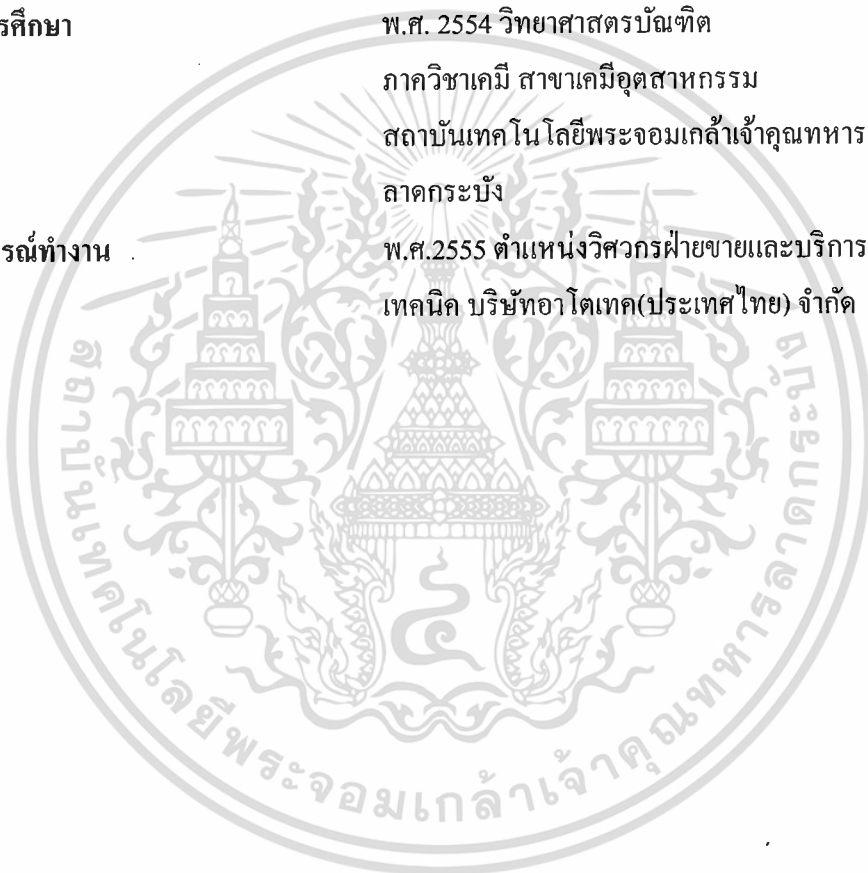 รศึกษา พ.ศ. 2554 วิทยาศาสตรบัณฑิต
ภาควิชาเคมี สาขาเคมีอุตสาหกรรม
สถาบันเทคโนโลยีพระจอมเกล้าเจ้าคุณทหาร
ลาดกระบัง
รณ์ทำงาน พ.ศ.2555 ตำแหน่งวิศวกรฝ่ายขายและบริการ
เทคนิค บริษัทอาโตเทค(ประเทศไทย) จำกัด
สถาบันเทคโนโลยีพระจอมเกล้าเจ้าคุณทหารลาดกระบัง